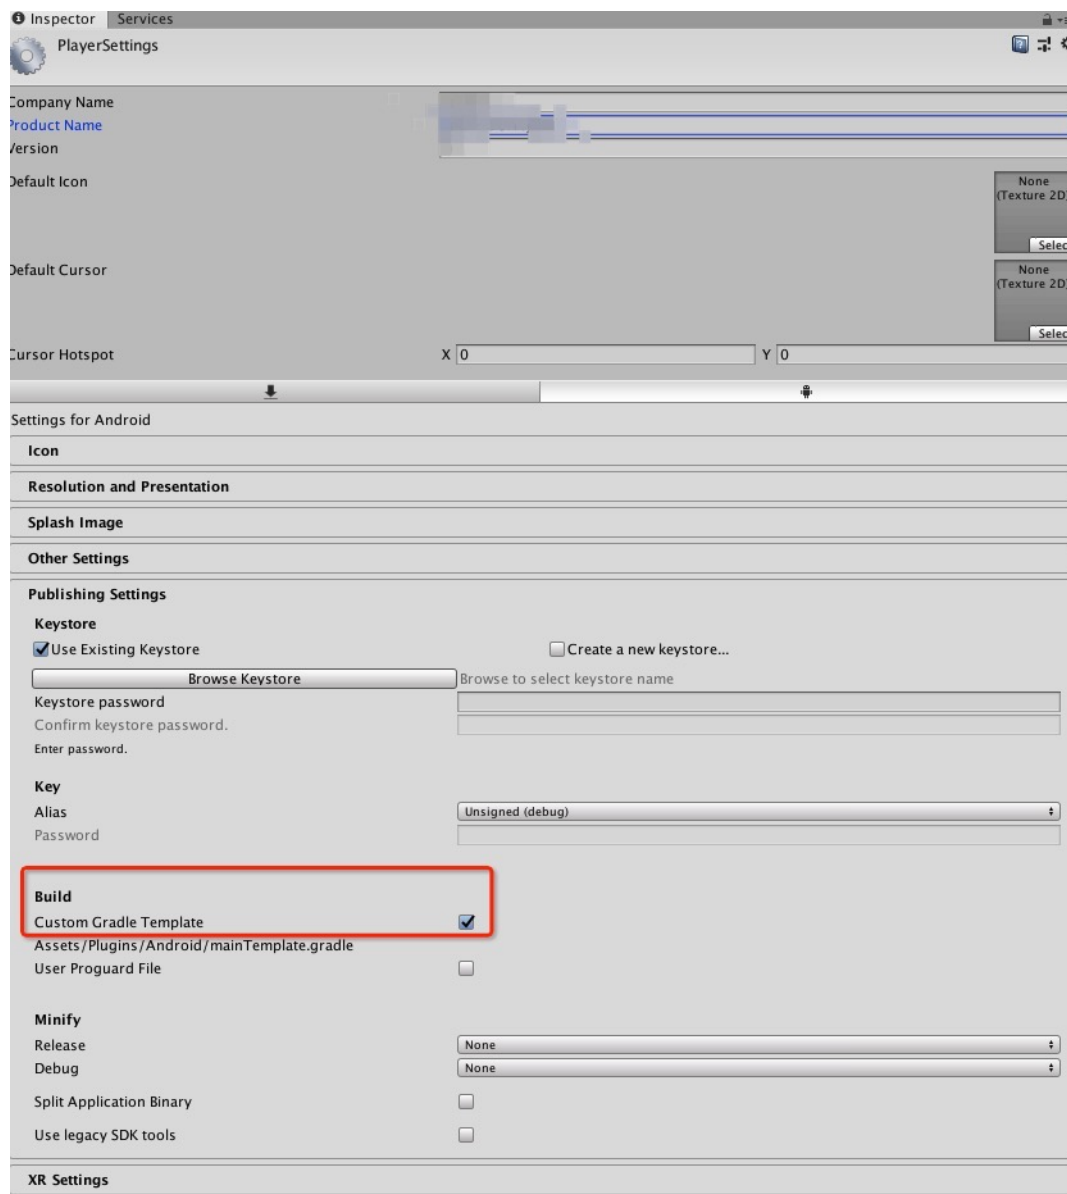 Inspector Services
PlayerSettings
Company Name
Product Name
Version
Default Icon
None
(Texture 2D)
Selec
Default Cursor
None
(Texture 2D)
Selec
Cursor Hotspot X 0 Y 0
Settings for Android
Icon
Resolution and Presentation
Splash Image
Other Settings
Publishing Settings
Keystore
Use Existing Keystore Create a new keystore...
Browse Keystore Browse to select keystore name
Keystore password
Confirm keystore password.
Enter password.
Key
Alias Unsigned (debug)
Password
Build
Custom Gradle Template
Assets/Plugins/Android/mainTemplate.gradle
User Proguard File
Minify
Release None
Debug None
Split Application Binary
Use legacy SDK tools
XR Settings